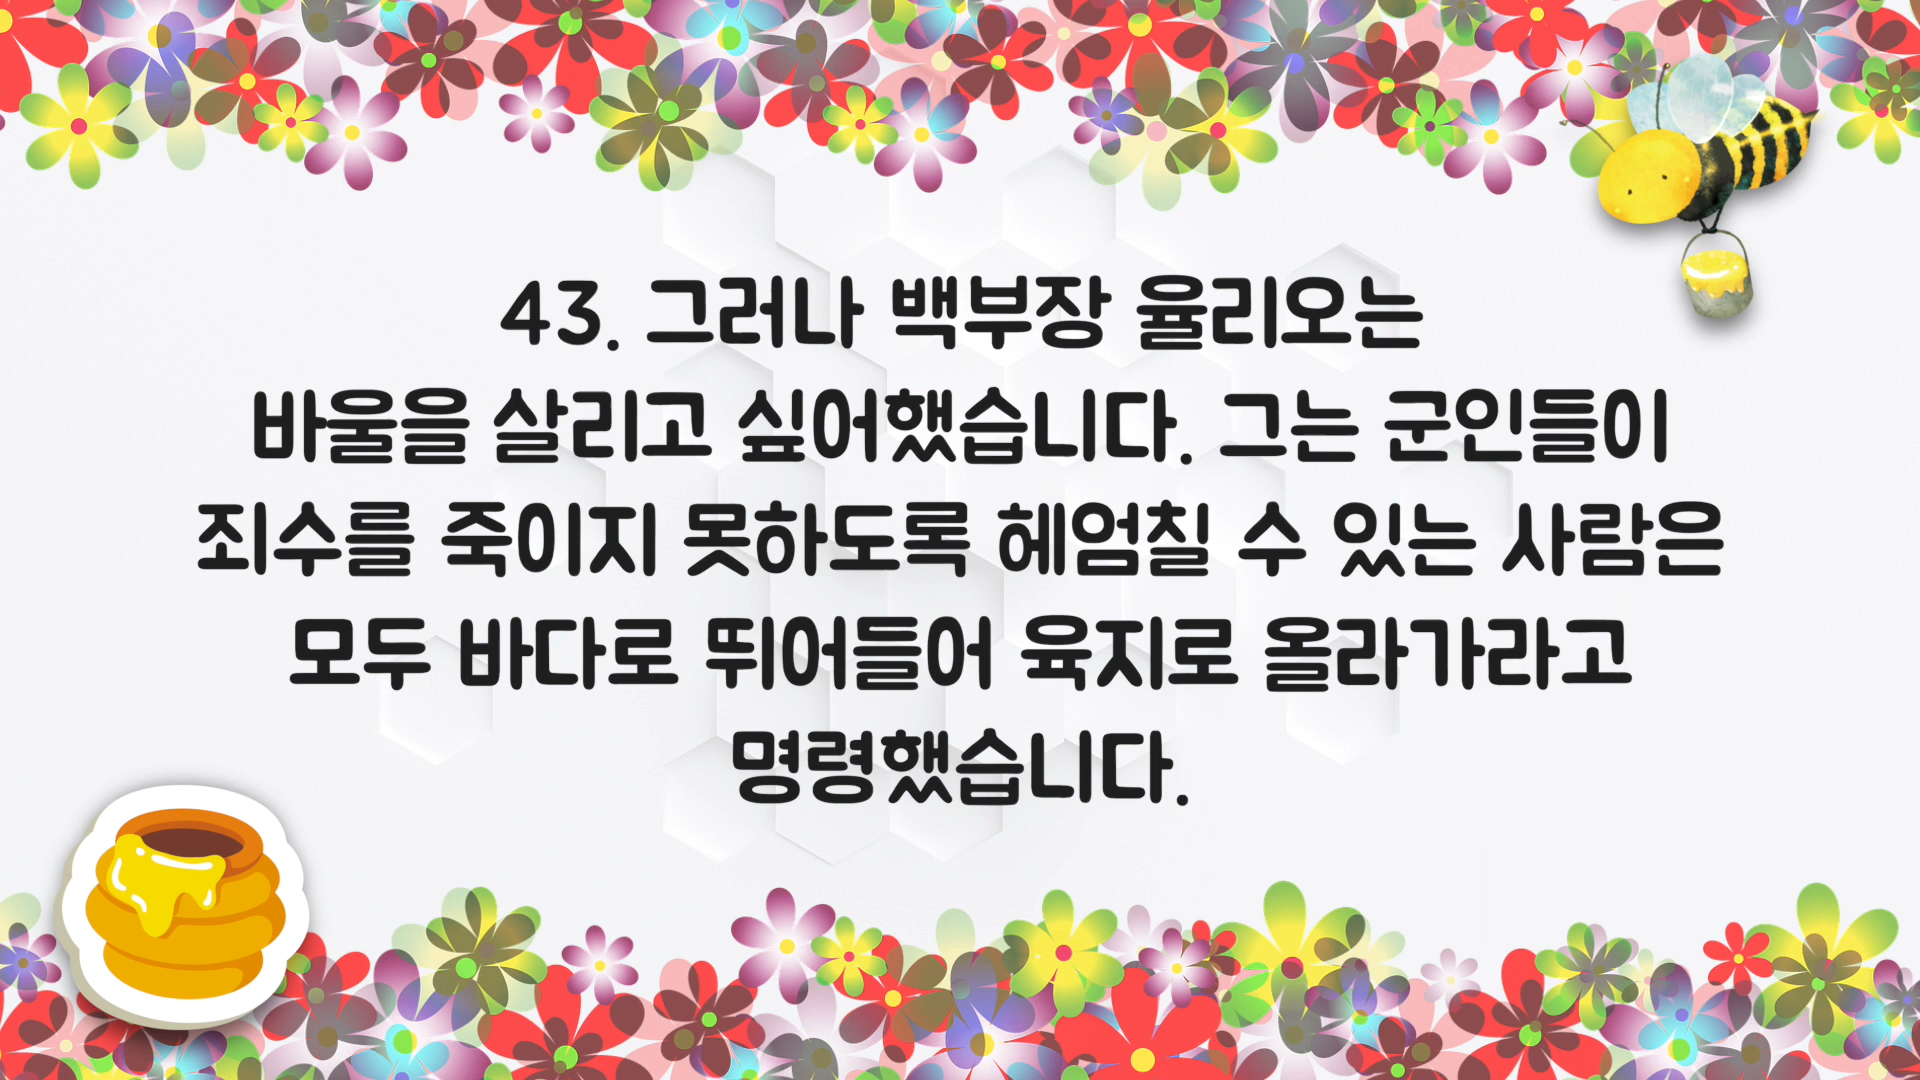 43. 그러나 백부장 율리오는
바울을 살리고 싶어했습니다. 그는 군인들이
죄수를 죽이지 못하도록 헤엄칠 수 있는 사람은
모두 바다로 뛰어들어 육지로 올라가라고
명령했습니다.